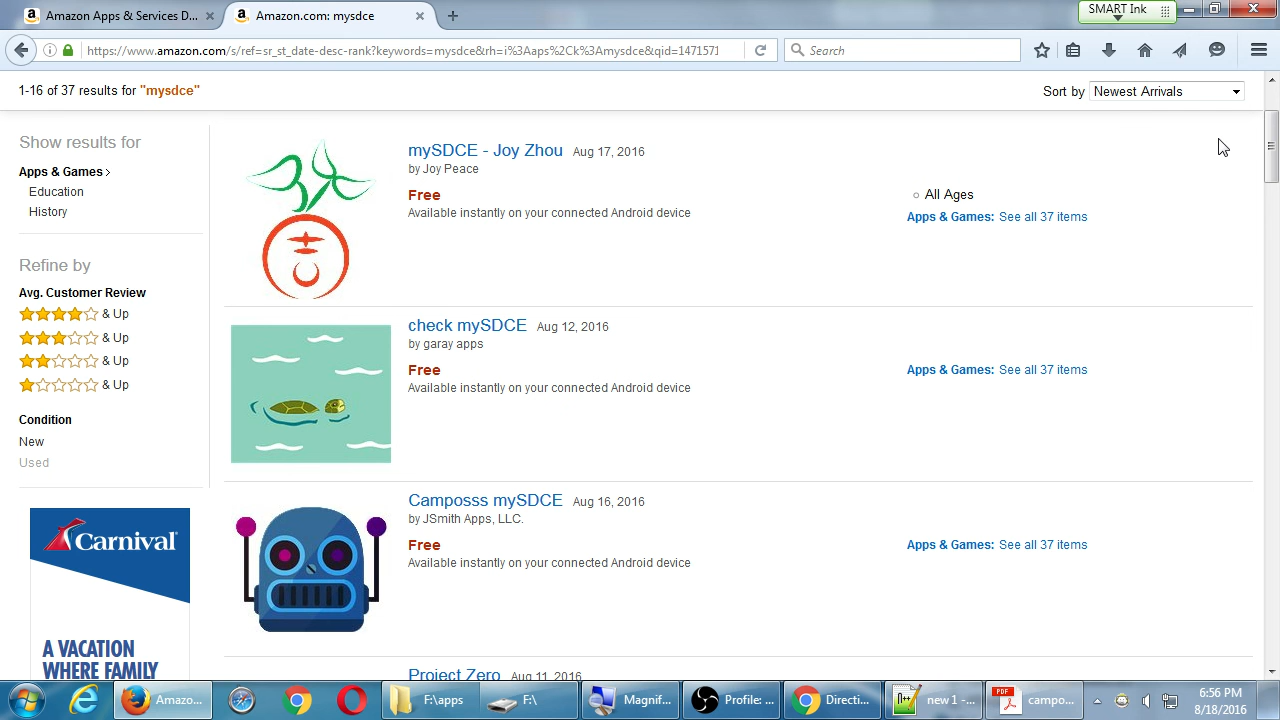 Amazon Apps & Services D...
Amazon.com: mysdce
SMART Ink
https://www.amazon.com/s/ref=sr_st_date-desc-rank?keywords=mysdce&rh=i%3Aaps%2Ck%3Amysdce&qid=1471571
Search
1-16 of 37 results for "mysdce"
Sort by Newest Arrivals
Show results for
Apps & Games
Education
History
Refine by
Avg. Customer Review
& Up
& Up
& Up
& Up
Condition
New
Used
Carnival
A VACATION
WHERE FAMILY
mySDCE - Joy Zhou Aug 17, 2016
by Joy Peace
Free
Available instantly on your connected Android device
All Ages
Apps & Games: See all 37 items
check mySDCE Aug 12, 2016
by garay apps
Free
Available instantly on your connected Android device
Apps & Games: See all 37 items
Camposss mySDCE Aug 16, 2016
by JSmith Apps, LLC.
Free
Available instantly on your connected Android device
Apps & Games: See all 37 items
Project Zero Aug 11, 2016
Amazo...
F:\apps
F:\
Magnif...
Profile: ...
Directi...
new 1 -...
PDF
campo...
6:56 PM
8/18/2016